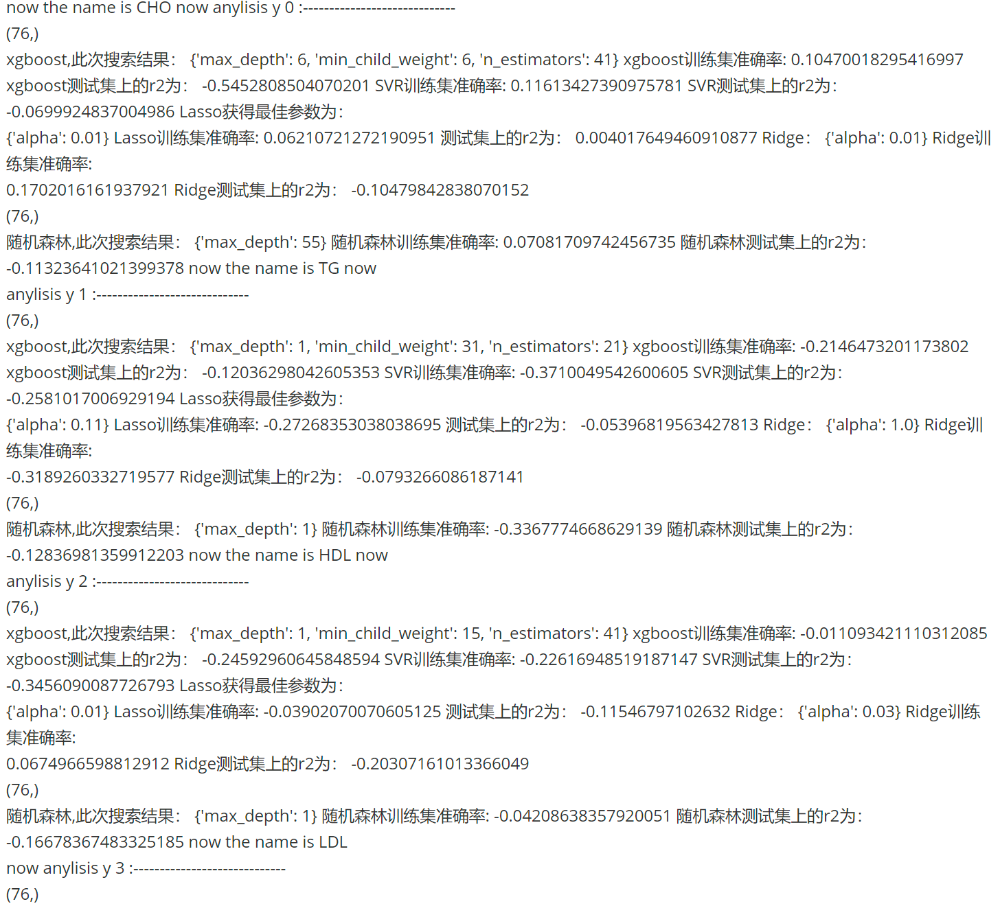 now the name is CHO now anylisis y 0 :-----------------------------
(76,)
xgboost,此次搜索结果： {'max_depth': 6, 'min_child_weight': 6, 'n_estimators': 41} xgboost训练集准确率: 0.10470018295416997
xgboost测试集上的r2为： -0.5452808504070201 SVR训练集准确率: 0.11613427390975781 SVR测试集上的r2为：
-0.0699924837004986 Lasso获得最佳参数为：
{'alpha': 0.01} Lasso训练集准确率: 0.06210721272190951 测试集上的r2为： 0.004017649460910877 Ridge： {'alpha': 0.01} Ridge训
练集准确率:
0.1702016161937921 Ridge测试集上的r2为： -0.10479842838070152
(76,)
随机森林,此次搜索结果： {'max_depth': 55} 随机森林训练集准确率: 0.07081709742456735 随机森林测试集上的r2为：
-0.11323641021399378 now the name is TG now
anylisis y 1 :-----------------------------
(76,)
xgboost,此次搜索结果： {'max_depth': 1, 'min_child_weight': 31, 'n_estimators': 21} xgboost训练集准确率: -0.2146473201173802
xgboost测试集上的r2为： -0.12036298042605353 SVR训练集准确率: -0.3710049542600605 SVR测试集上的r2为：
-0.2581017006929194 Lasso获得最佳参数为：
{'alpha': 0.11} Lasso训练集准确率: -0.27268353038038695 测试集上的r2为： -0.05396819563427813 Ridge： {'alpha': 1.0} Ridge训
练集准确率:
-0.3189260332719577 Ridge测试集上的r2为： -0.0793266086187141
(76,)
随机森林,此次搜索结果： {'max_depth': 1} 随机森林训练集准确率: -0.3367774668629139 随机森林测试集上的r2为：
-0.12836981359912203 now the name is HDL now
anylisis y 2 :-----------------------------
(76,)
xgboost,此次搜索结果： {'max_depth': 1, 'min_child_weight': 15, 'n_estimators': 41} xgboost训练集准确率: -0.011093421110312085
xgboost测试集上的r2为： -0.24592960645848594 SVR训练集准确率: -0.22616948519187147 SVR测试集上的r2为：
-0.3456090087726793 Lasso获得最佳参数为：
{'alpha': 0.01} Lasso训练集准确率: -0.03902070070605125 测试集上的r2为： -0.11546797102632 Ridge： {'alpha': 0.03} Ridge训练
集准确率:
0.0674966598812912 Ridge测试集上的r2为： -0.20307161013366049
(76,)
随机森林,此次搜索结果： {'max_depth': 1} 随机森林训练集准确率: -0.04208638357920051 随机森林测试集上的r2为：
-0.16678367483325185 now the name is LDL
now anylisis y 3 :-----------------------------
(76,)